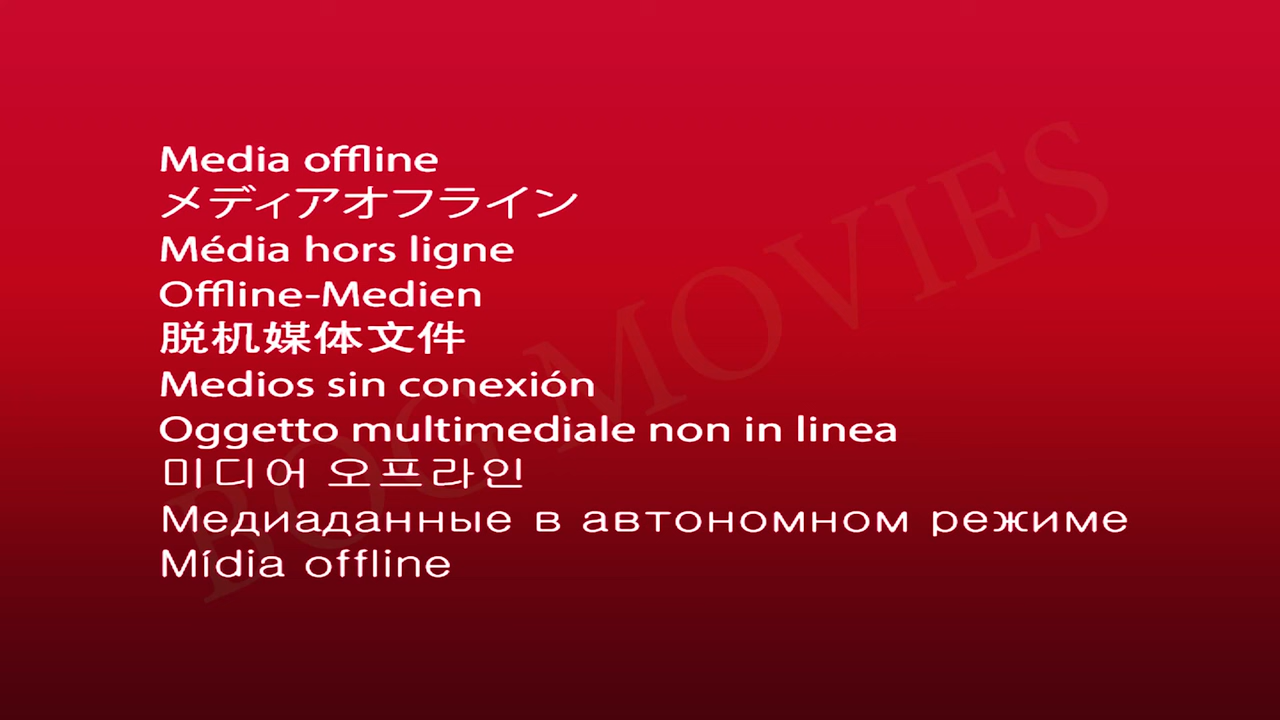 Media offline
メディアオフライン
Média hors ligne
Offline-Medien
脱机媒体文件
Medios sin conexión
Oggetto multimediale non in linea
미디어 오프라인
Медиаданные в автономном режиме
Mídia offline
BOG MOVIES